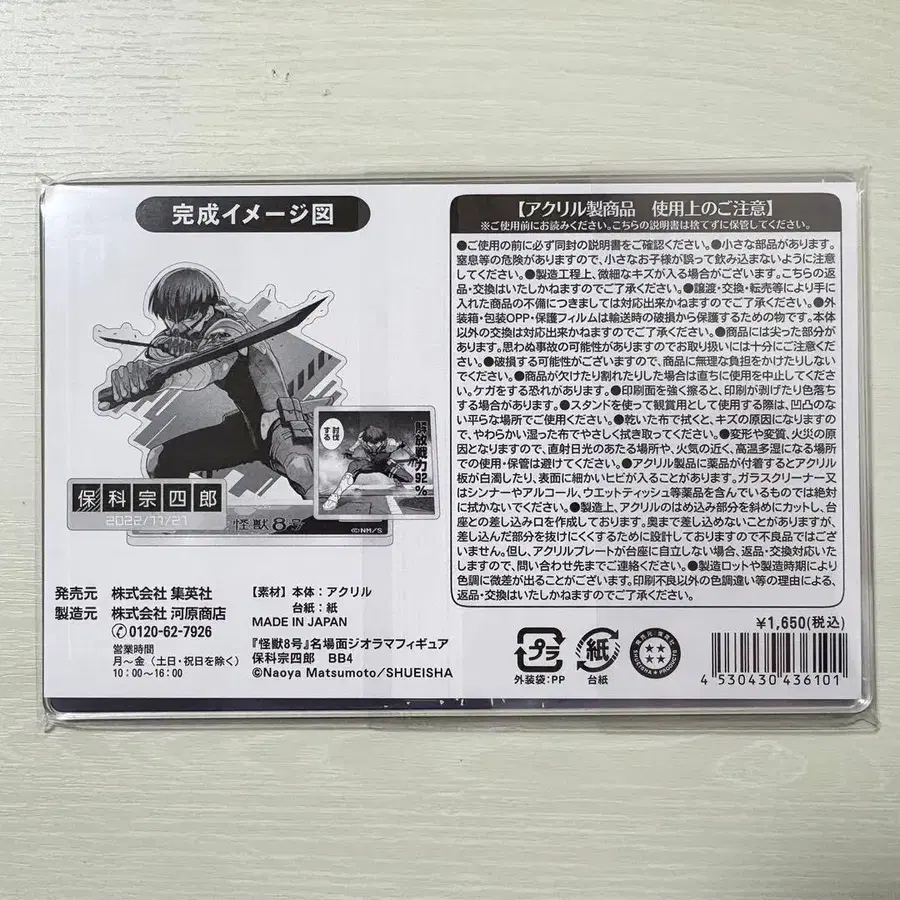 完成イメージ図
討伐する
解放戦力92%
保科宗四郎
2022/11/21
怪獣8号
©NM/S
発売元 株式会社 集英社
製造元 株式会社 河原商店
0120-62-7926
営業時間
月〜金(土日・祝日を除く)
10:00〜16:00
【素材】本体:アクリル
台紙:紙
MADE IN JAPAN
『怪獣8号』名場面ジオラマフィギュア
保科宗四郎 BB4
©Naoya Matsumoto/SHUEISHA
【アクリル製商品 使用上のご注意】
※ご使用前にお読みください。こちらの説明書は捨てずに保管してください。
●ご使用の前に必ず同封の説明書をご確認ください。●小さな部品があります。
窒息等の危険がありますので、小さなお子様が誤って飲み込まないように注意
してください。●製造工程上、微細なキズが入る場合がございます。こちらの返
品・交換はいたしかねますのでご了承ください。●譲渡・交換・転売等により手に
入れた商品の不備につきましては対応出来かねますのでご了承ください。●外
装箱・包装OPP・保護フィルムは輸送時の破損から保護するための物です。本体
以外の交換は対応出来かねますのでご了承ください。●商品には尖った部分が
あります。思わぬ事故の可能性がありますのでお取り扱いには十分にご注意くだ
さい。●破損する可能性がございますので、商品に無理な負担をかけたりしない
でください。●商品が欠けたり割れたりした場合は直ちに使用を中止してくださ
い。ケガをする恐れがあります。●印刷面を強く擦ると、印刷が剥げたり色落ち
する場合があります。●スタンドを使って観賞用として使用する際は、凹凸のな
い平らな場所でご使用ください。●乾いた布で拭くと、キズの原因になりますの
で、やわらかい湿った布でやさしく拭き取ってください。●変形や変質、火災の原
因となりますので、直射日光のあたる場所や、火気の近く、高温多湿になる場所
での使用・保管は避けてください。●アクリル製品に薬品が付着するとアクリル
板が白濁したり、表面に細かいヒビが入ることがあります。ガラスクリーナー又
はシンナーやアルコール、ウエットティッシュ等薬品を含んでいるものでは絶対
に拭かないでください。●製造上、アクリルのはめ込み部分を斜めにカットし、台
座との差し込み口を作成しております。奥まで差し込めないことがありますが、
差し込んだ部分を抜けにくくするために設計しておりますので不良品ではござ
いません。但し、アクリルプレートが台座に自立しない場合、返品・交換対応いた
しますので、問い合わせ先までご連絡ください。●製造ロットや製造時期により
色調に微差が出ることがございます。印刷不良以外の色調違い等の理由による、
返品・交換はいたしかねますのでご了承ください。
¥1,650(税込)
プラ
外装袋:PP
紙
台紙
発売元 集英社
SHUEISHA PRODUCTS
4 530430 436101